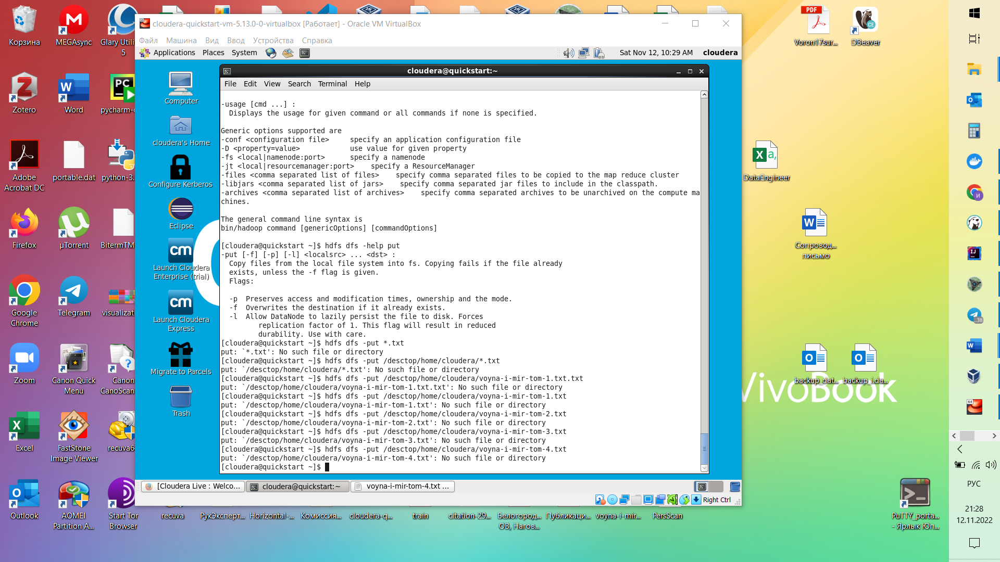 cloudera-quickstart-vm-5.13.0-0-virtualbox [Работает] - Oracle VM VirtualBox
Файл Машина Вид Ввод Устройства Справка
Applications Places System
Sat Nov 12, 10:29 AM cloudera
cloudera@quickstart:~
File Edit View Search Terminal Help
-usage [cmd ...] :
Displays the usage for given command or all commands if none is specified.
Generic options supported are
-conf <configuration file>     specify an application configuration file
-D <property=value>            use value for given property
-fs <local|namenode:port>      specify a namenode
-jt <local|resourcemanager:port>    specify a ResourceManager
-files <comma separated list of files>    specify comma separated files to be copied to the map reduce cluster
-libjars <comma separated list of jars>    specify comma separated jar files to include in the classpath.
-archives <comma separated list of archives>    specify comma separated archives to be unarchived on the compute ma
chines.
The general command line syntax is
bin/hadoop command [genericOptions] [commandOptions]
[cloudera@quickstart ~]$ hdfs dfs -help put
-put [-f] [-p] [-l] <localsrc> ... <dst> :
Copy files from the local file system into fs. Copying fails if the file already
exists, unless the -f flag is given.
Flags:
-p  Preserves access and modification times, ownership and the mode.
-f  Overwrites the destination if it already exists.
-l  Allow DataNode to lazily persist the file to disk. Forces
replication factor of 1. This flag will result in reduced
durability. Use with care.
[cloudera@quickstart ~]$ hdfs dfs -put *.txt
put: `*.txt': No such file or directory
[cloudera@quickstart ~]$ hdfs dfs -put /desctop/home/cloudera/*.txt
put: `/desctop/home/cloudera/*.txt': No such file or directory
[cloudera@quickstart ~]$ hdfs dfs -put /desctop/home/cloudera/voyna-i-mir-tom-1.txt.txt
put: `/desctop/home/cloudera/voyna-i-mir-tom-1.txt.txt': No such file or directory
[cloudera@quickstart ~]$ hdfs dfs -put /desctop/home/cloudera/voyna-i-mir-tom-1.txt
put: `/desctop/home/cloudera/voyna-i-mir-tom-1.txt': No such file or directory
[cloudera@quickstart ~]$ hdfs dfs -put /desctop/home/cloudera/voyna-i-mir-tom-2.txt
put: `/desctop/home/cloudera/voyna-i-mir-tom-2.txt': No such file or directory
[cloudera@quickstart ~]$ hdfs dfs -put /desctop/home/cloudera/voyna-i-mir-tom-3.txt
put: `/desctop/home/cloudera/voyna-i-mir-tom-3.txt': No such file or directory
[cloudera@quickstart ~]$ hdfs dfs -put /desctop/home/cloudera/voyna-i-mir-tom-4.txt
put: `/desctop/home/cloudera/voyna-i-mir-tom-4.txt': No such file or directory
[cloudera@quickstart ~]$
Computer
cloudera's Home
Configure Kerberos
Eclipse
cm
Launch Cloudera
Enterprise (trial)
cm
Launch Cloudera
Express
Migrate to Parcels
Trash
[Cloudera Live : Welco...
cloudera@quickstart:~
voyna-i-mir-tom-4.txt ...
Right Ctrl
Корзина
MEGAsync
Glary Utili
5
Zotero
Word
PC
pycharm-
Adobe
Acrobat DC
portable.dat
python-3.
Firefox
µTorrent
BitermTM
Google
Chrome
Telegram
visualizat
Zoom
Canon Quick
Menu
Canon
CanoScan
Excel
FastStone
Image Viewer
recuva6
Outlook
AOMEI
Partition A...
Start Tor
Browser
recuva
РукЭксперт...
Horizontal-...
Комиссия...
cloudera-q...
train
citation-29...
Белогород...
ОВ, Нагов...
Публикаци...
voyna-i-mir...
PersScan
PDF
Voron17sur...
CE
DBeaver
DataEngineer
Сопровод...
письмо
backup_dat...
backup_i.da...
VivoBook
PuTTY_porta...
- Ярлык Юп...
IJ
38
64
РУС
21:28
12.11.2022